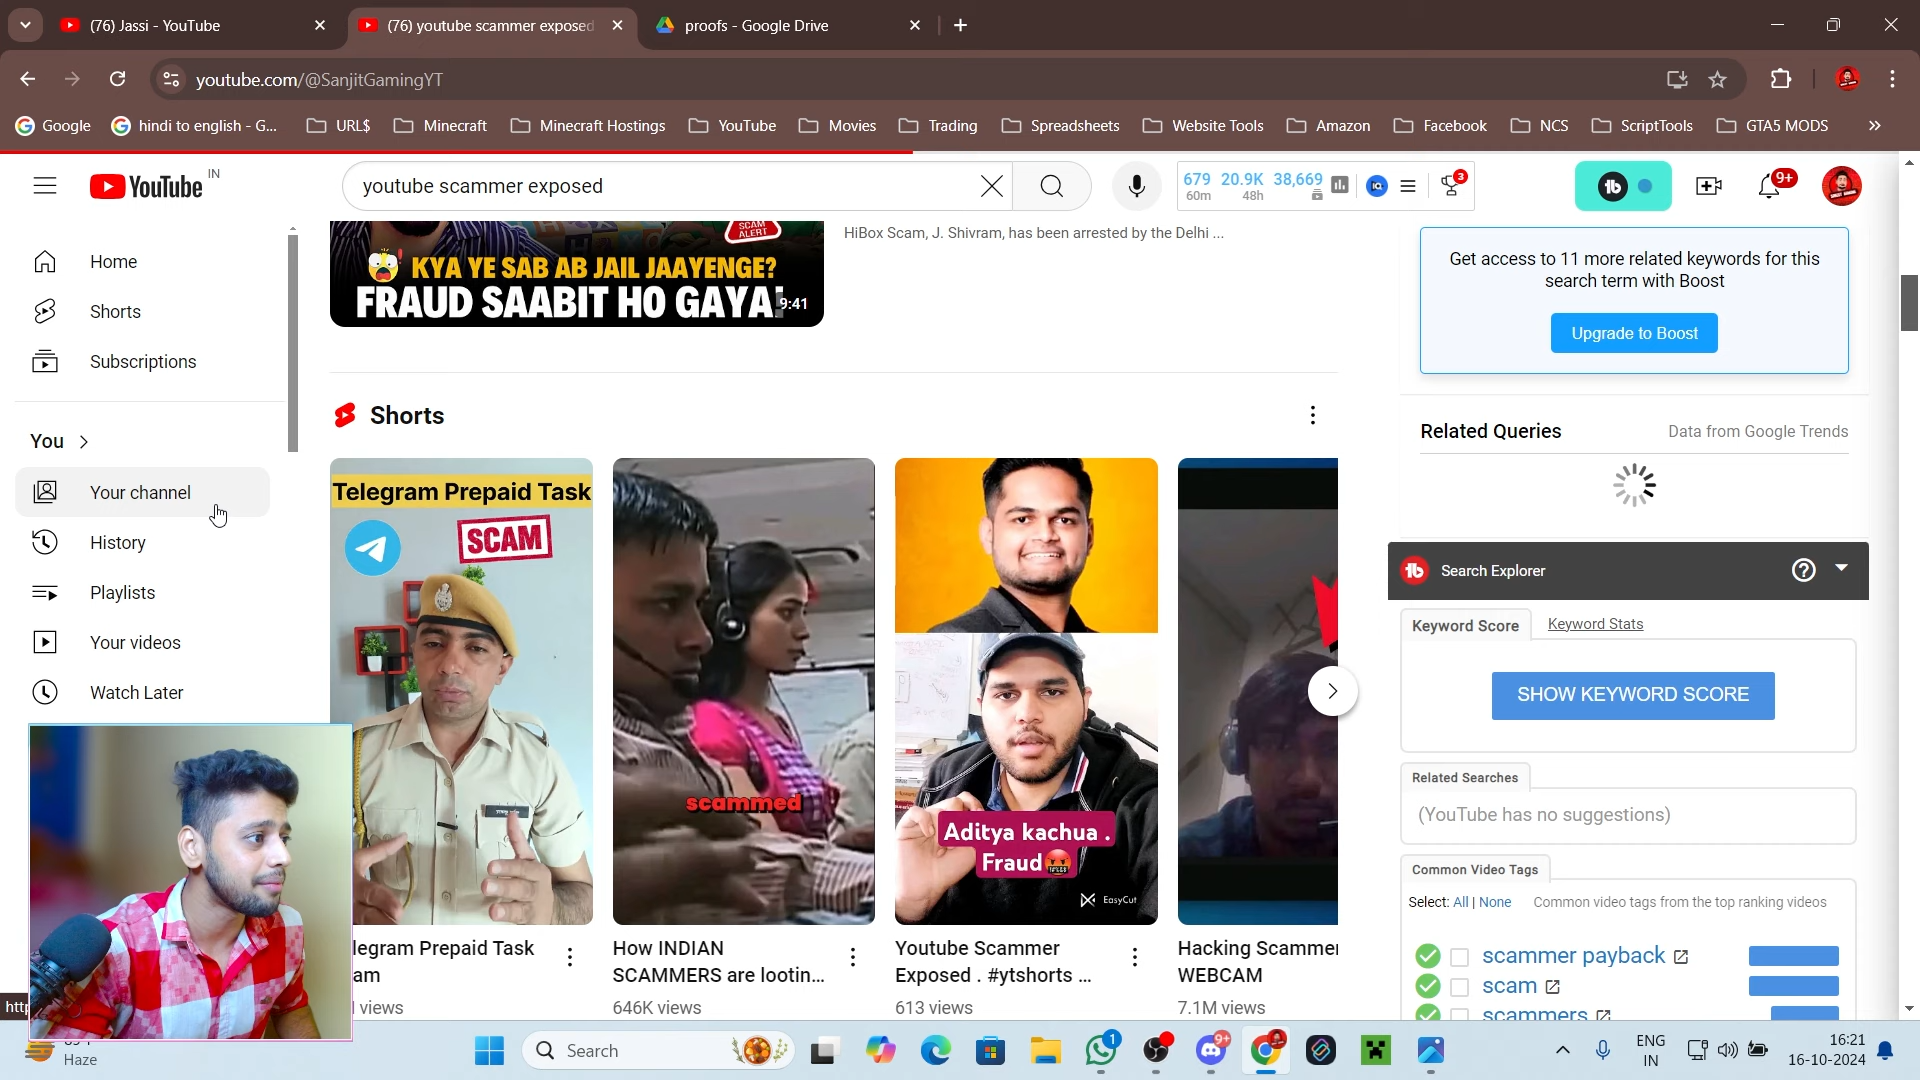 (76) Jassi - YouTube
(76) youtube scammer exposed
proofs - Google Drive
youtube.com/@SanjitGamingYT
Google
hindi to english - G...
URL$
Minecraft
Minecraft Hostings
YouTube
Movies
Trading
Spreadsheets
Website Tools
Amazon
Facebook
NCS
ScriptTools
GTA5 MODS
»
YouTube IN
youtube scammer exposed
679 20.9K 38,669
60m 48h
3
9+
Home
Shorts
Subscriptions
You
Your channel
History
Playlists
Your videos
Watch Later
SCAM
ALERT
KYA YE SAB AB JAIL JAAYENGE?
FRAUD SAABIT HO GAYA!
9:41
HiBox Scam, J. Shivram, has been arrested by the Delhi ...
Shorts
Telegram Prepaid Task
SCAM
scammed
Aditya kachua .
Fraud🤬
EasyCut
legram Prepaid Task
am
views
How INDIAN
SCAMMERS are lootin...
646K views
Youtube Scammer
Exposed . #ytshorts ...
613 views
Hacking Scammer
WEBCAM
7.1M views
Get access to 11 more related keywords for this
search term with Boost
Upgrade to Boost
Related Queries
Data from Google Trends
Search Explorer
Keyword Score
Keyword Stats
SHOW KEYWORD SCORE
Related Searches
(YouTube has no suggestions)
Common Video Tags
Select: All | None
Common video tags from the top ranking videos
scammer payback
scam
scammers
htt
Haze
Search
1
9+
ENG
IN
16:21
16-10-2024